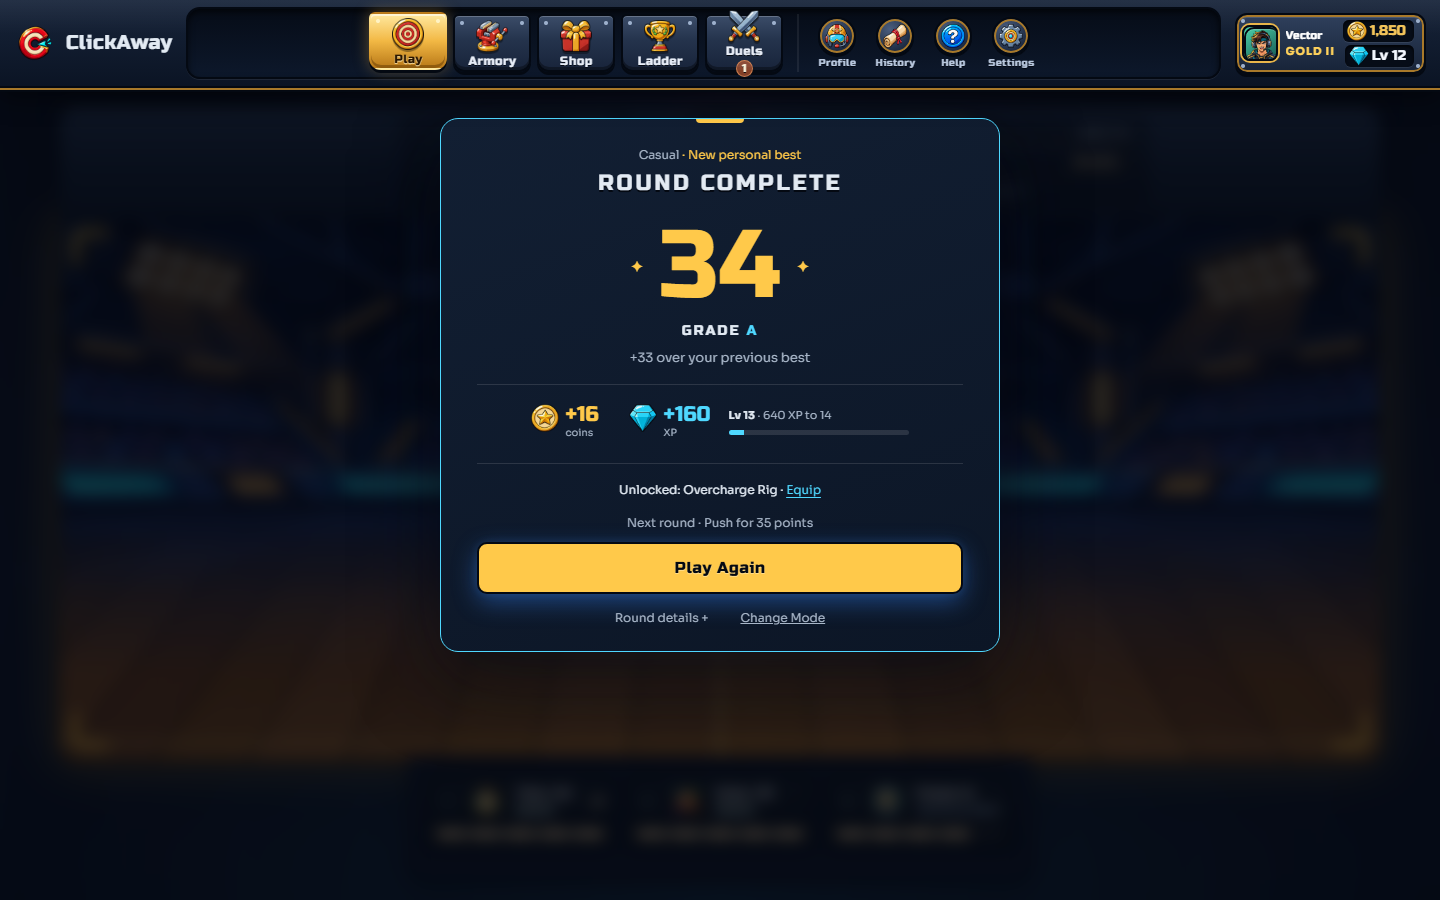 ClickAway
Play
Armory
Shop
Ladder
Duels
1
Profile
History
Help
Settings
Vector
GOLD II
1,850
Lv 12
Casual · New personal best
ROUND COMPLETE
34
GRADE A
+33 over your previous best
+16
coins
+160
XP
Lv 13 · 640 XP to 14
Unlocked: Overcharge Rig · Equip
Next round · Push for 35 points
Play Again
Round details +
Change Mode